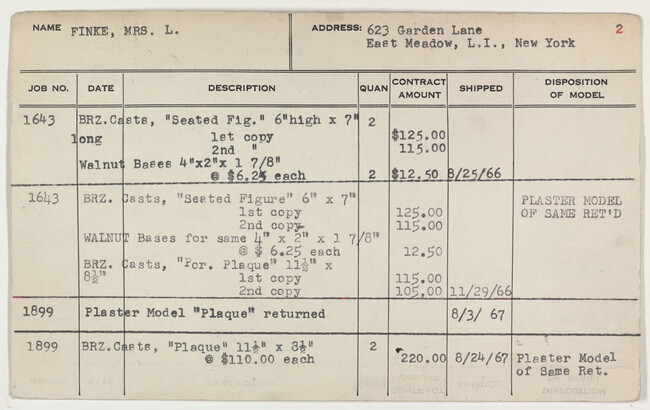 NAME FINKE, MRS. L. ADDRESS: 623 Garden Lane 2
East Meadow, L.I., New York
JOB NO. DATE DESCRIPTION QUAN CONTRACT AMOUNT SHIPPED DISPOSITION OF MODEL
1643 BRZ.Casts, "Seated Fig." 6"high x 7" 2
long 1st copy $125.00
2nd " 115.00
Walnut Bases 4"x2"x 1 7/8"
@ $6.25 each 2 $12.50 8/25/66
1643 BRZ. Casts, "Seated Figure" 6" x 7" PLASTER MODEL
1st copy 125.00 OF SAME RET'D
2nd copy 115.00
WALNUT Bases for same 4" x 2" x 1 7/8"
@ $ 6.25 each 12.50
BRZ. Casts, "Por. Plaque" 11½" x
8½" 1st copy 115.00
2nd copy 105,00 11/29/66
1899 Plaster Model "Plaque" returned 8/3/ 67
1899 BRZ.Casts, "Plaque" 11½" x 8½" 2
@ $110.00 each 220.00 8/24/67 Plaster Model
of Same Ret.